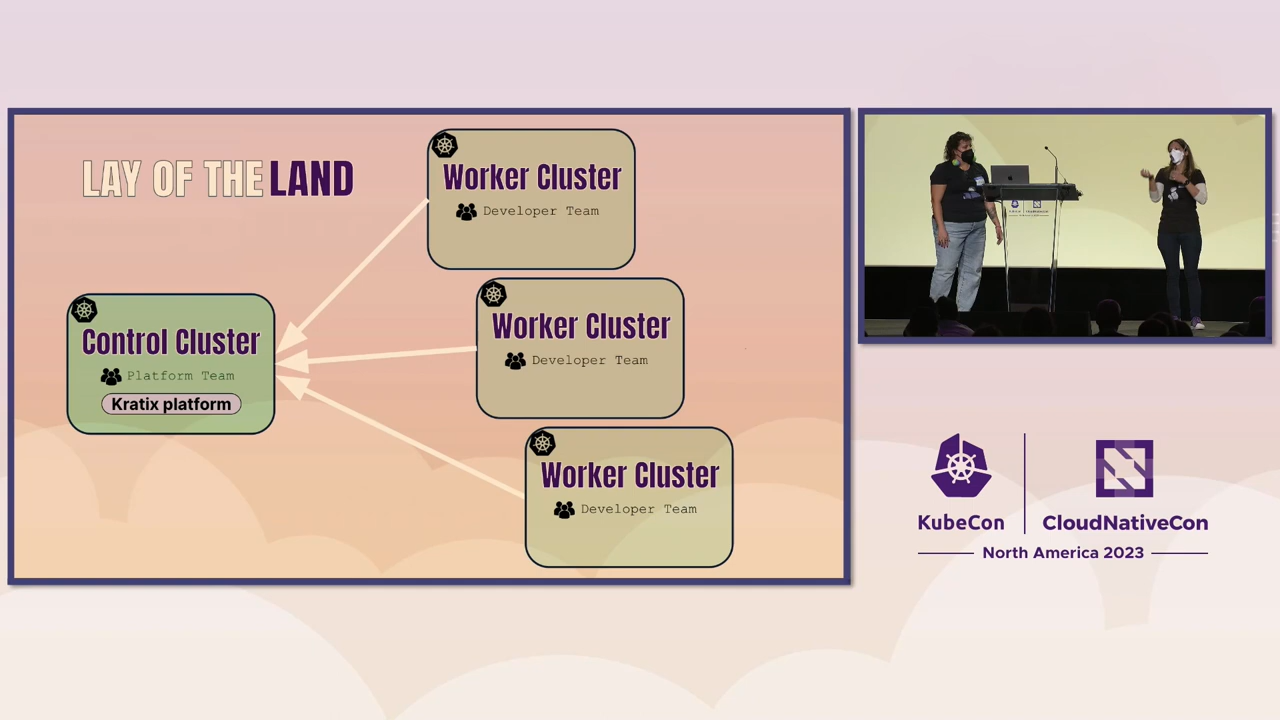 LAY OF THE LAND
Worker Cluster
Developer Team
Worker Cluster
Developer Team
Control Cluster
Platform Team
Kratix platform
Worker Cluster
Developer Team
KubeCon
CloudNativeCon
North America 2023